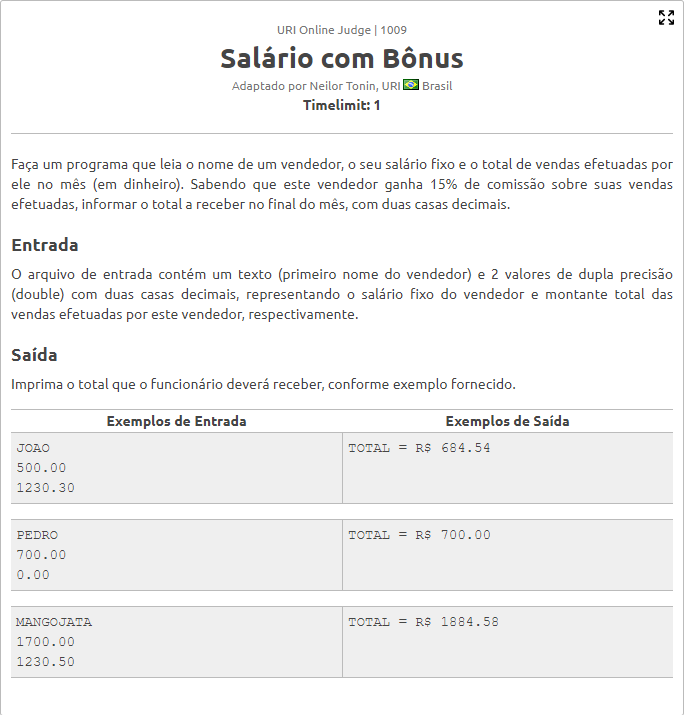 URI Online Judge | 1009
Salário com Bônus
Adaptado por Neilor Tonin, URI Brasil
Timelimit: 1
Faça um programa que leia o nome de um vendedor, o seu salário fixo e o total de vendas efetuadas por
ele no mês (em dinheiro). Sabendo que este vendedor ganha 15% de comissão sobre suas vendas
efetuadas, informar o total a receber no final do mês, com duas casas decimais.
Entrada
O arquivo de entrada contém um texto (primeiro nome do vendedor) e 2 valores de dupla precisão
(double) com duas casas decimais, representando o salário fixo do vendedor e montante total das
vendas efetuadas por este vendedor, respectivamente.
Saída
Imprima o total que o funcionário deverá receber, conforme exemplo fornecido.
Exemplos de Entrada Exemplos de Saída
JOAO TOTAL = R$ 684.54
500.00
1230.30
PEDRO TOTAL = R$ 700.00
700.00
0.00
MANGOJATA TOTAL = R$ 1884.58
1700.00
1230.50